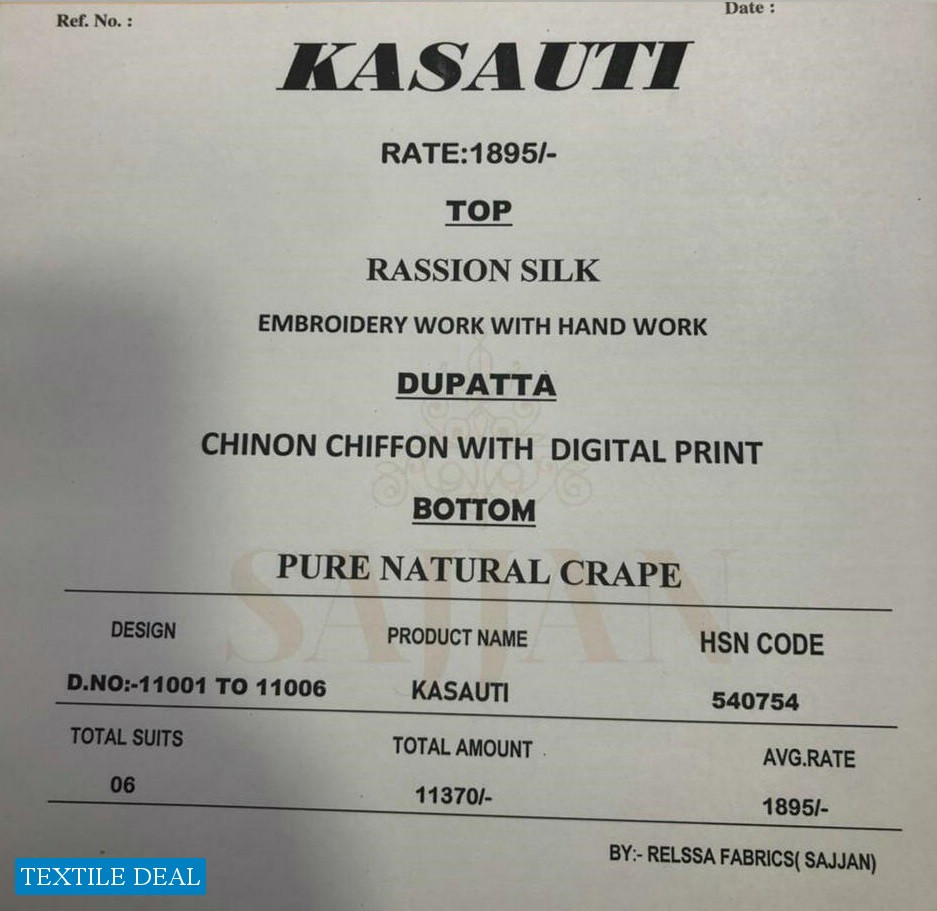 Ref. No. :
Date :
KASAUTI
RATE:1895/-
TOP
RASSION SILK
EMBROIDERY WORK WITH HAND WORK
DUPATTA
CHINON CHIFFON WITH DIGITAL PRINT
BOTTOM
PURE NATURAL CRAPE
SAJJAN
DESIGN PRODUCT NAME HSN CODE
D.NO:-11001 TO 11006 KASAUTI 540754
TOTAL SUITS TOTAL AMOUNT AVG.RATE
06 11370/- 1895/-
BY:- RELSSA FABRICS( SAJJAN)
TEXTILE DEAL